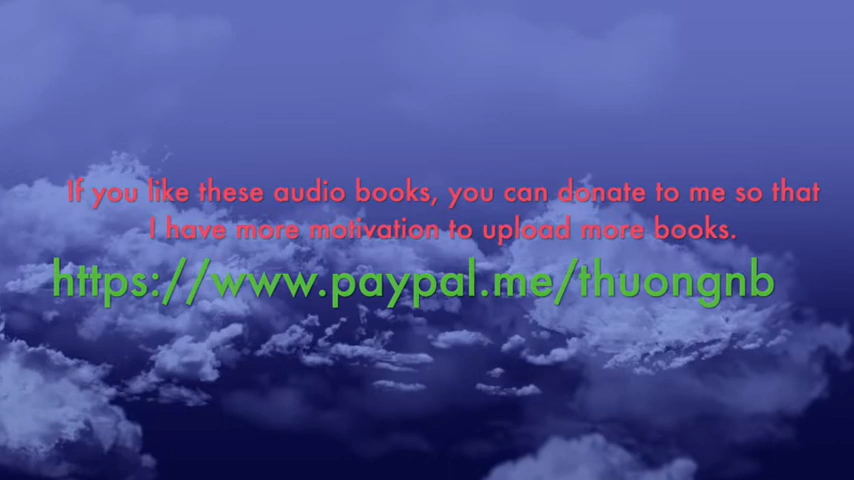 If you like these audio books, you can donate to me so that
I have more motivation to upload more books.
https://www.paypal.me/thuongnb